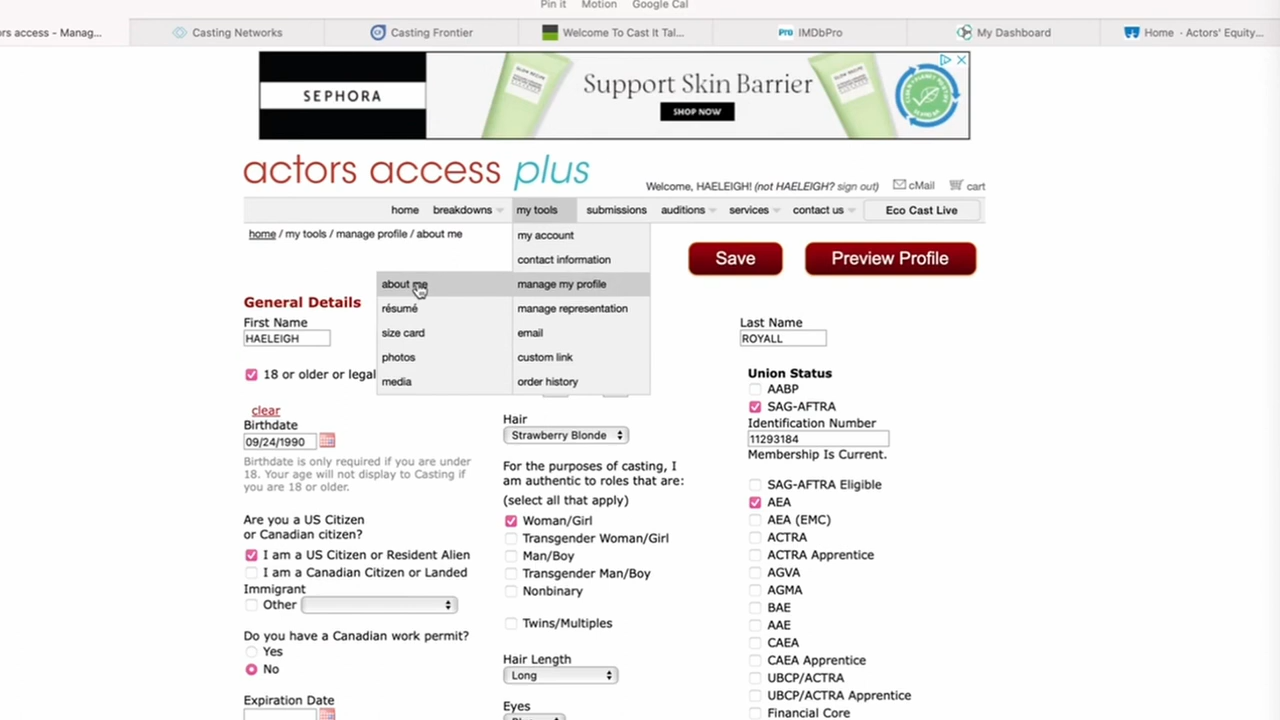 Pin it Motion Google Cal
ors access - Manag... Casting Networks Casting Frontier Welcome To Cast It Tal... IMDbPro My Dashboard Home - Actors' Equity...
SEPHORA
Support Skin Barrier
SHOP NOW
actors access plus
Welcome, HAELEIGH! (not HAELEIGH? sign out) cMail cart
home breakdowns my tools submissions auditions services contact us Eco Cast Live
home / my tools / manage profile / about me
my account
contact information
manage my profile
manage representation
email
custom link
order history
about me
résumé
size card
photos
media
Save Preview Profile
General Details
First Name
HAELEIGH
Last Name
ROYALL
18 or older or legal
clear
Birthdate
09/24/1990
Birthdate is only required if you are under
18. Your age will not display to Casting if
you are 18 or older.
Are you a US Citizen
or Canadian citizen?
I am a US Citizen or Resident Alien
I am a Canadian Citizen or Landed
Immigrant
Other
Do you have a Canadian work permit?
Yes
No
Expiration Date
Hair
Strawberry Blonde
For the purposes of casting, I
am authentic to roles that are:
(select all that apply)
Woman/Girl
Transgender Woman/Girl
Man/Boy
Transgender Man/Boy
Nonbinary
Twins/Multiples
Hair Length
Long
Eyes
Union Status
AABP
SAG-AFTRA
Identification Number
11293184
Membership Is Current.
SAG-AFTRA Eligible
AEA
AEA (EMC)
ACTRA
ACTRA Apprentice
AGVA
AGMA
BAE
AAE
CAEA
CAEA Apprentice
UBCP/ACTRA
UBCP/ACTRA Apprentice
Financial Core